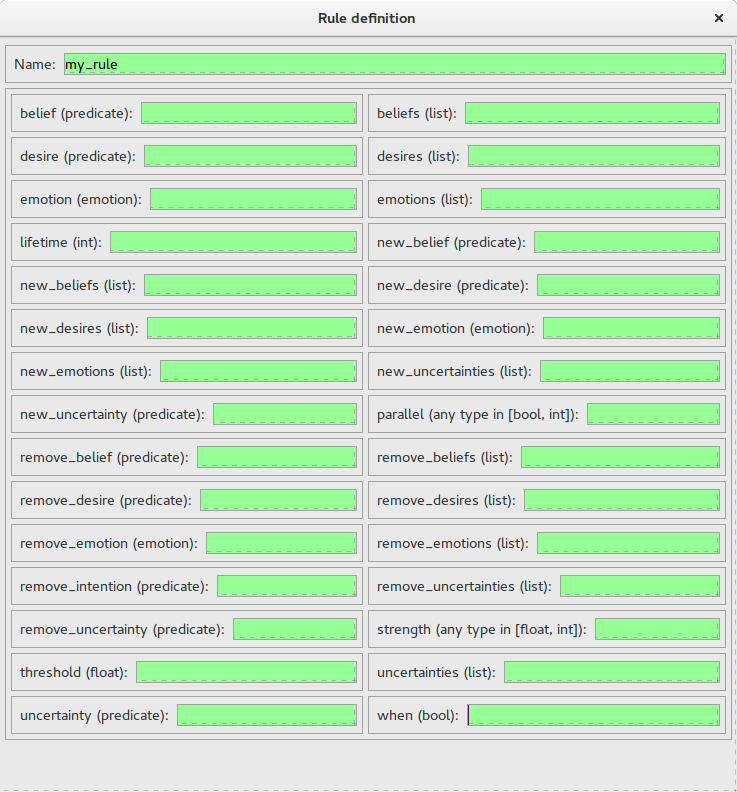 Rule definition ×
Name: my_rule
belief (predicate): beliefs (list):
desire (predicate): desires (list):
emotion (emotion): emotions (list):
lifetime (int): new_belief (predicate):
new_beliefs (list): new_desire (predicate):
new_desires (list): new_emotion (emotion):
new_emotions (list): new_uncertainties (list):
new_uncertainty (predicate): parallel (any type in [bool, int]):
remove_belief (predicate): remove_beliefs (list):
remove_desire (predicate): remove_desires (list):
remove_emotion (emotion): remove_emotions (list):
remove_intention (predicate): remove_uncertainties (list):
remove_uncertainty (predicate): strength (any type in [float, int]):
threshold (float): uncertainties (list):
uncertainty (predicate): when (bool):